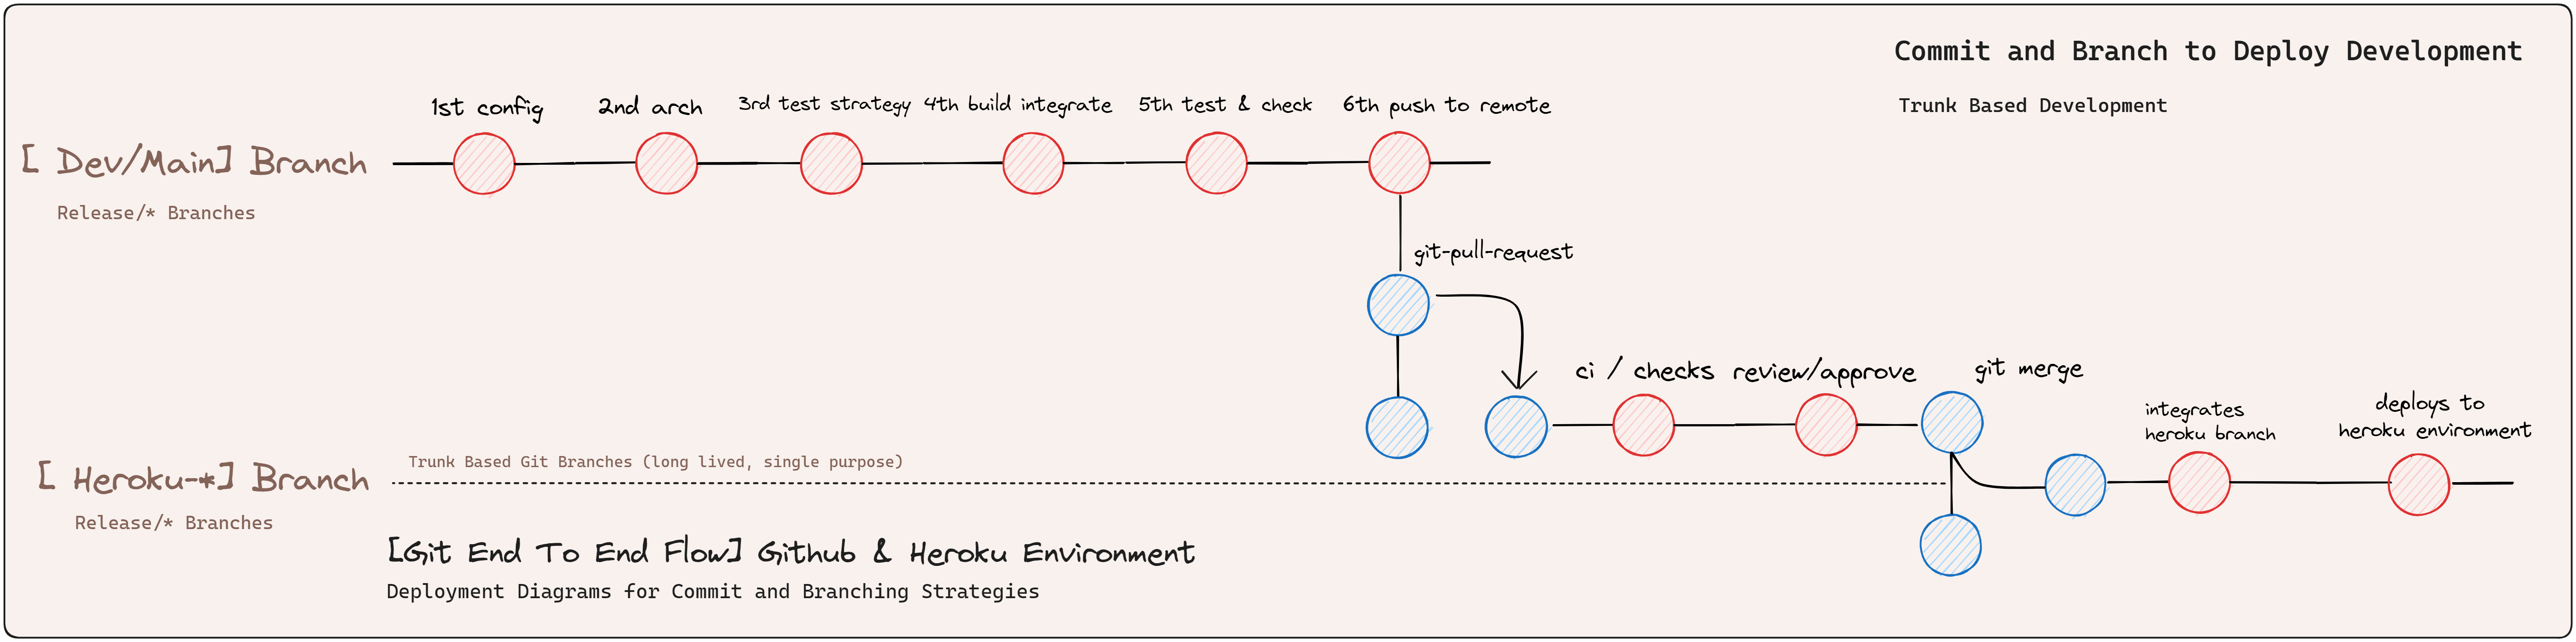 Commit and Branch to Deploy Development
Trunk Based Development
1st config
2nd arch
3rd test strategy
4th build integrate
5th test & check
6th push to remote
[ Dev/Main] Branch
Release/* Branches
git-pull-request
ci / checks
review/approve
git merge
integrates
heroku branch
deploys to
heroku environment
Trunk Based Git Branches (long lived, single purpose)
[ Heroku-*] Branch
Release/* Branches
[Git End To End Flow] Github & Heroku Environment
Deployment Diagrams for Commit and Branching Strategies